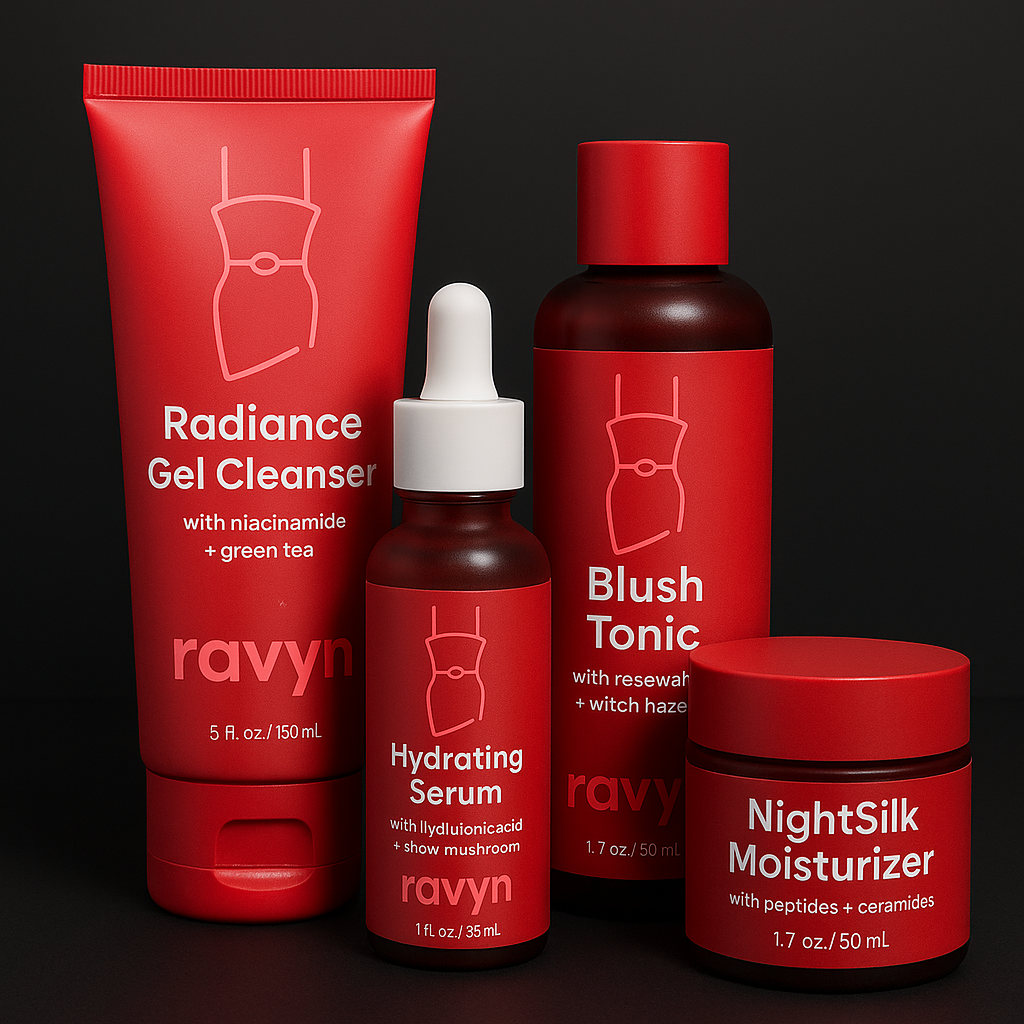 Radiance
Gel Cleanser
with niacinamide
+ green tea
ravyn
5 fl. oz./150 mL
Hydrating
Serum
with llydluionicacid
+ show mushroom
ravyn
1 fl. oz./35 mL
Blush
Tonic
with resewah
+ witch haze
ravy
1.7 oz./50 mL
NightSilk
Moisturizer
with peptides + ceramides
1.7 oz./50 mL